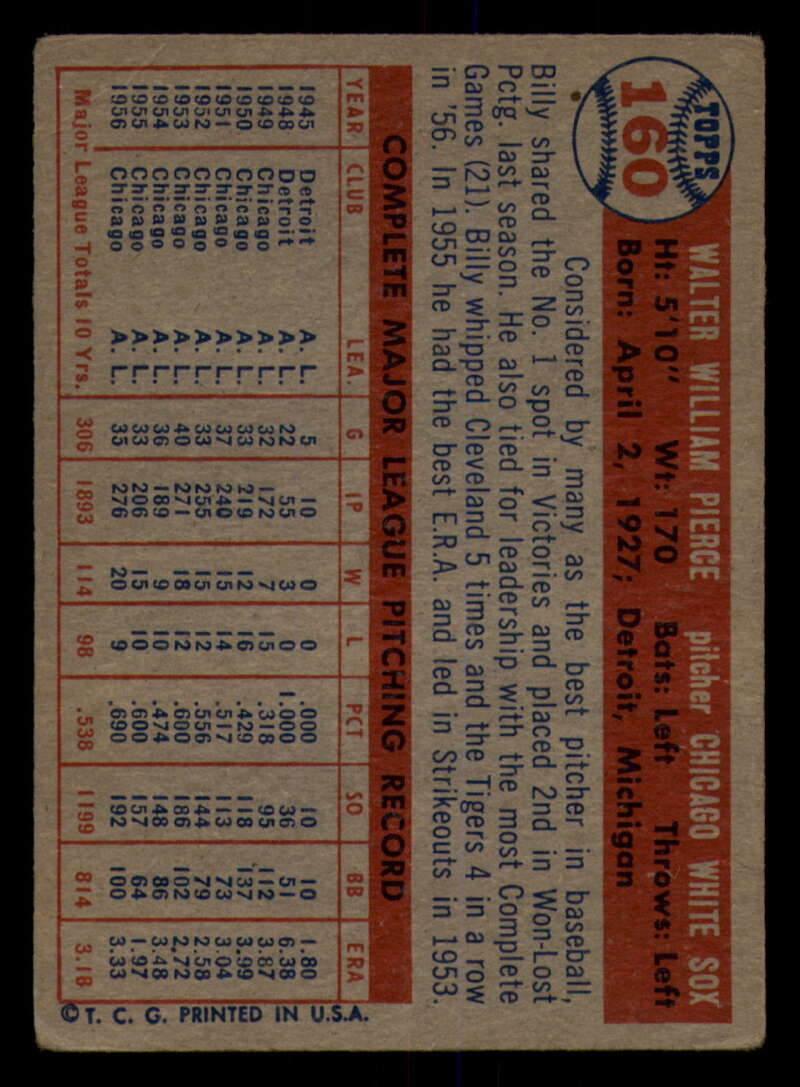 TOPPS
160
WALTER WILLIAM PIERCE pitcher CHICAGO WHITE SOX
Ht: 5'10" Wt: 170 Bats: Left Throws: Left
Born: April 2, 1927; Detroit, Michigan
Considered by many as the best pitcher in baseball,
Billy shared the No. 1 spot in Victories and placed 2nd in Won-Lost
Pctg. last season. He also tied for leadership with the most Complete
Games (21). Billy whipped Cleveland 5 times and the Tigers 4 in a row
in '56. In 1955 he had the best E.R.A. and led in Strikeouts in 1953.
COMPLETE MAJOR LEAGUE PITCHING RECORD
YEAR CLUB LEA. G IP W L PCT SO BB ERA
1945 Detroit A. L. 5 10 0 0 .000 10 10 1.80
1948 Detroit A. L. 22 55 3 0 1.000 36 51 6.38
1949 Chicago A. L. 32 172 7 15 .318 95 112 3.87
1950 Chicago A. L. 33 219 12 16 .429 118 137 3.99
1951 Chicago A. L. 37 240 15 14 .517 113 73 3.04
1952 Chicago A. L. 33 255 15 12 .556 144 79 2.58
1953 Chicago A. L. 40 271 18 12 .600 186 102 2.72
1954 Chicago A. L. 36 189 9 10 .474 148 86 3.48
1955 Chicago A. L. 33 206 15 10 .600 157 64 1.97
1956 Chicago A. L. 35 276 20 9 .690 192 100 3.33
Major League Totals 10 Yrs. 306 1893 114 98 .538 1199 814 3.18
© T. C. G. PRINTED IN U.S.A.